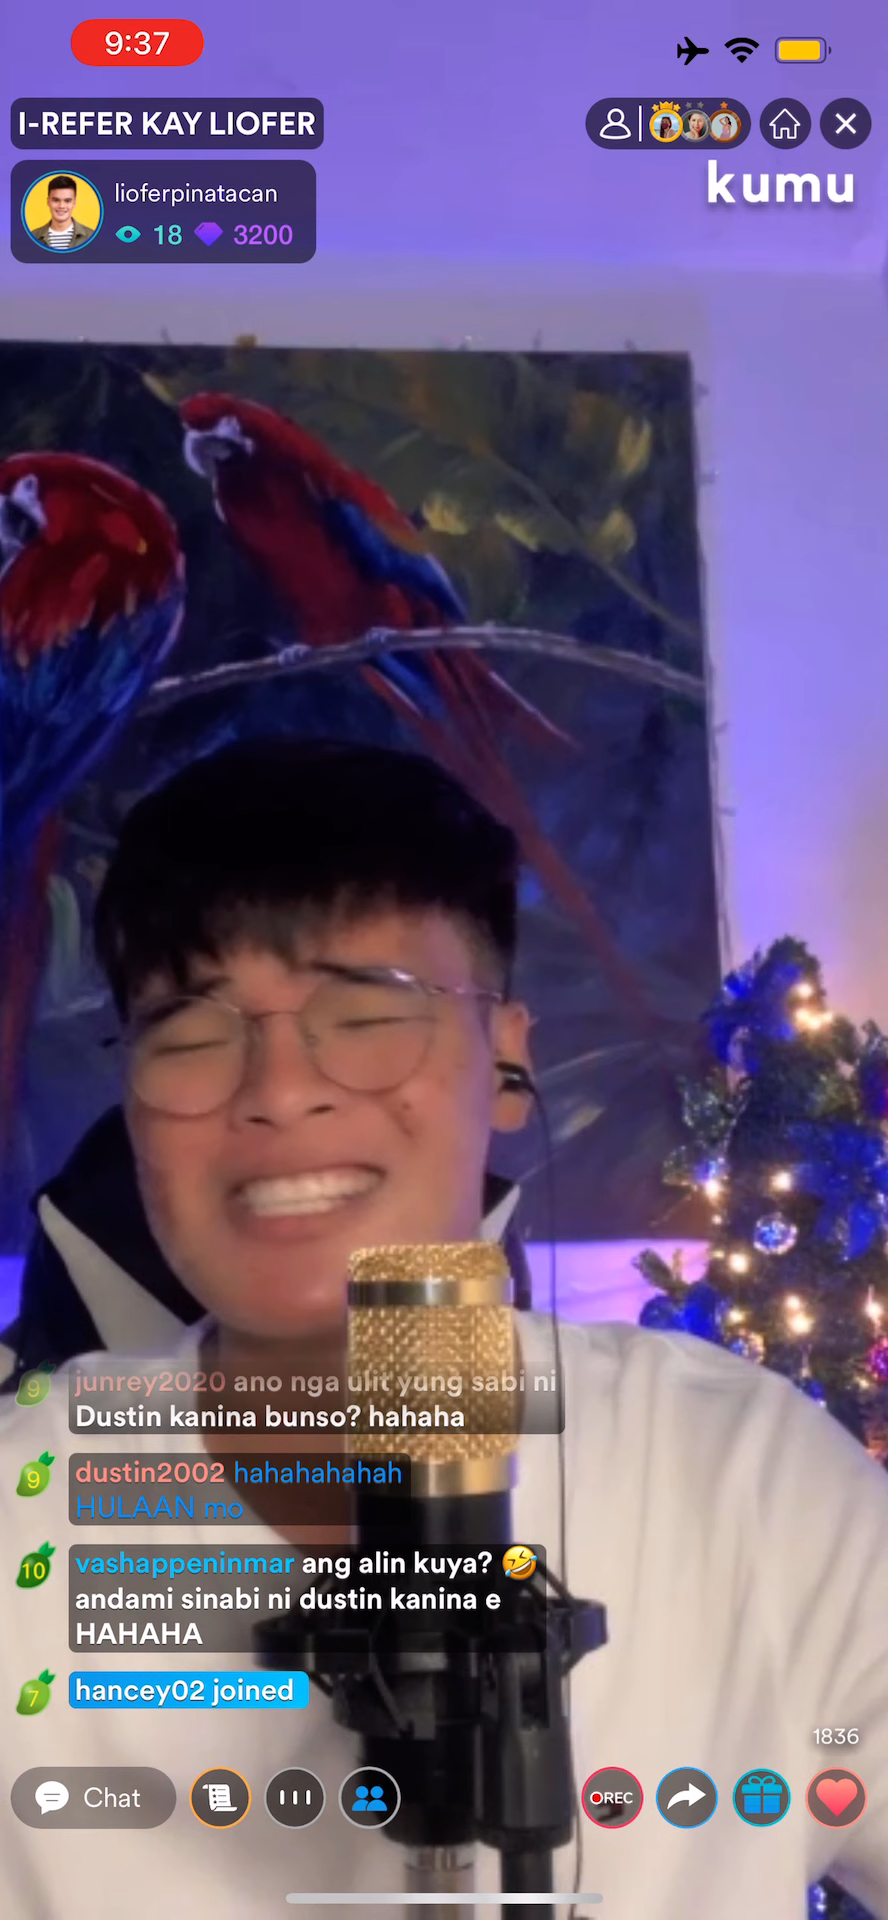 9:37
I-REFER KAY LIOFER
lioferpinatacan
18 3200
kumu
9 junrey2020 ano nga ulit yung sabi ni
Dustin kanina bunso? hahaha
9 dustin2002 hahahahahah
HULAAN mo
10 vashappeninmar ang alin kuya? 🤣
andami sinabi ni dustin kanina e
HAHAHA
7 hancey02 joined
1836
Chat
REC